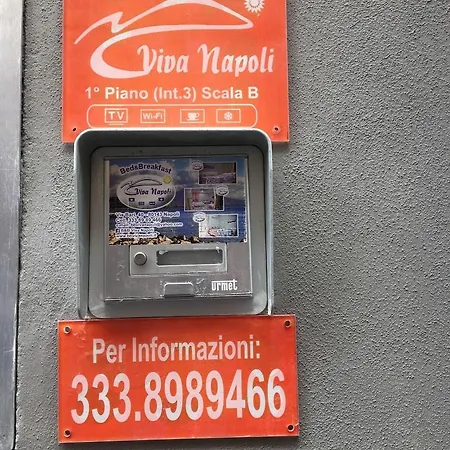 Viva Napoli
1° Piano (Int.3) Scala B
TV Wi-Fi
Bed&Breakfast
Viva Napoli
urmet
Per Informazioni:
333.8989466